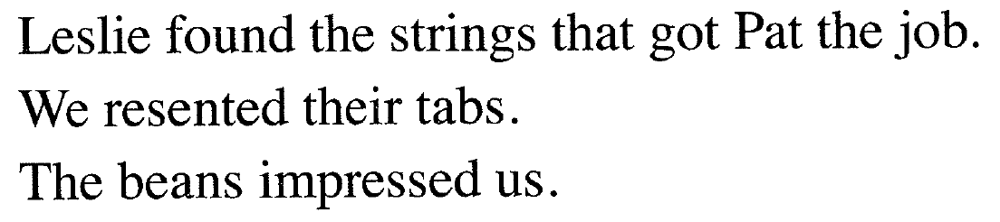 Leslie found the strings that got Pat the job.
We resented their tabs.
The beans impressed us.